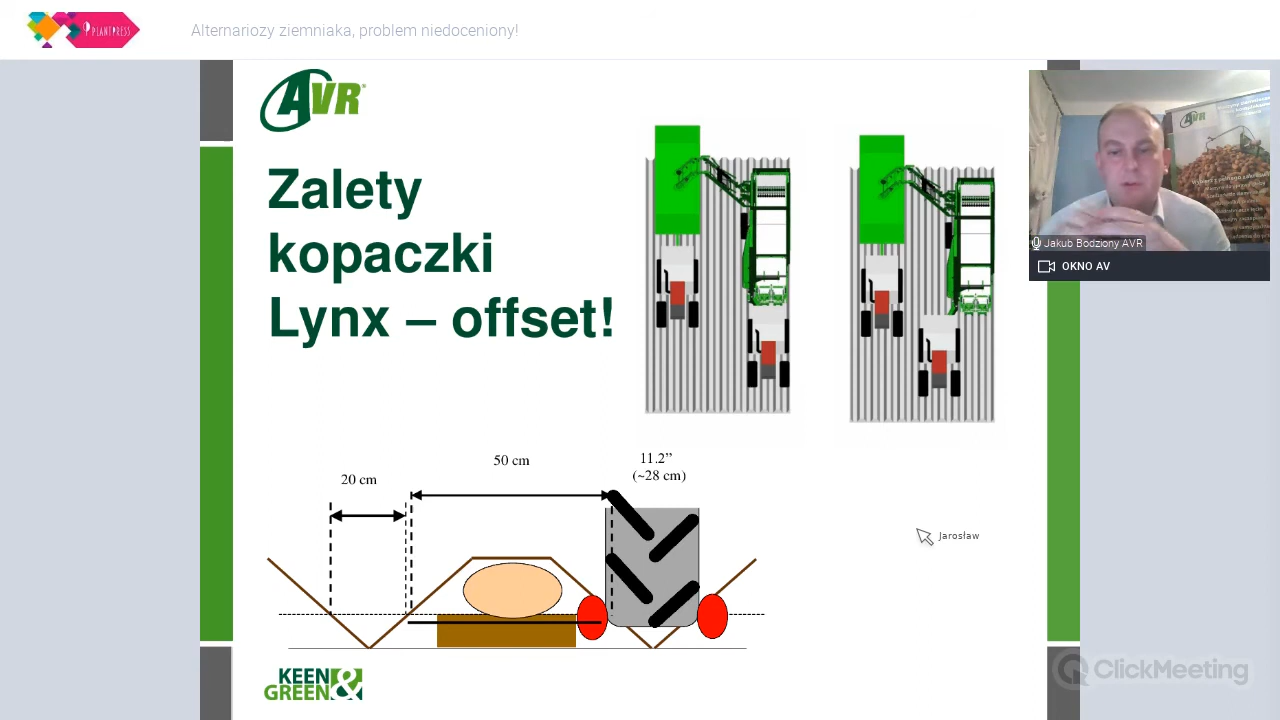 PLANTPRESS
Alternariozy ziemniaka, problem niedoceniony!
AVR
Zalety
kopaczki
Lynx – offset!
AVR
Jakub Bodziony AVR
OKNO AV
20 cm
50 cm
11.2”
(~28 cm)
Jarosław
KEEN
GREEN &
ClickMeeting